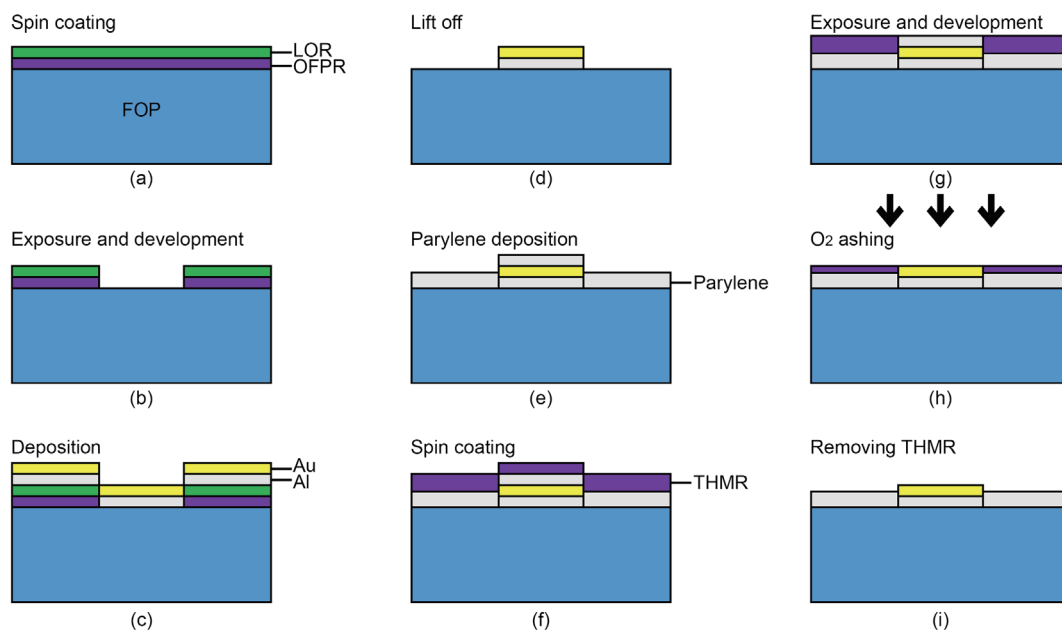 Spin coating
LOR
OFPR
FOP
(a)
Exposure and development
(b)
Deposition
Au
Al
(c)
Lift off
(d)
Parylene deposition
Parylene
(e)
Spin coating
THMR
(f)
Exposure and development
(g)
O2 ashing
(h)
Removing THMR
(i)